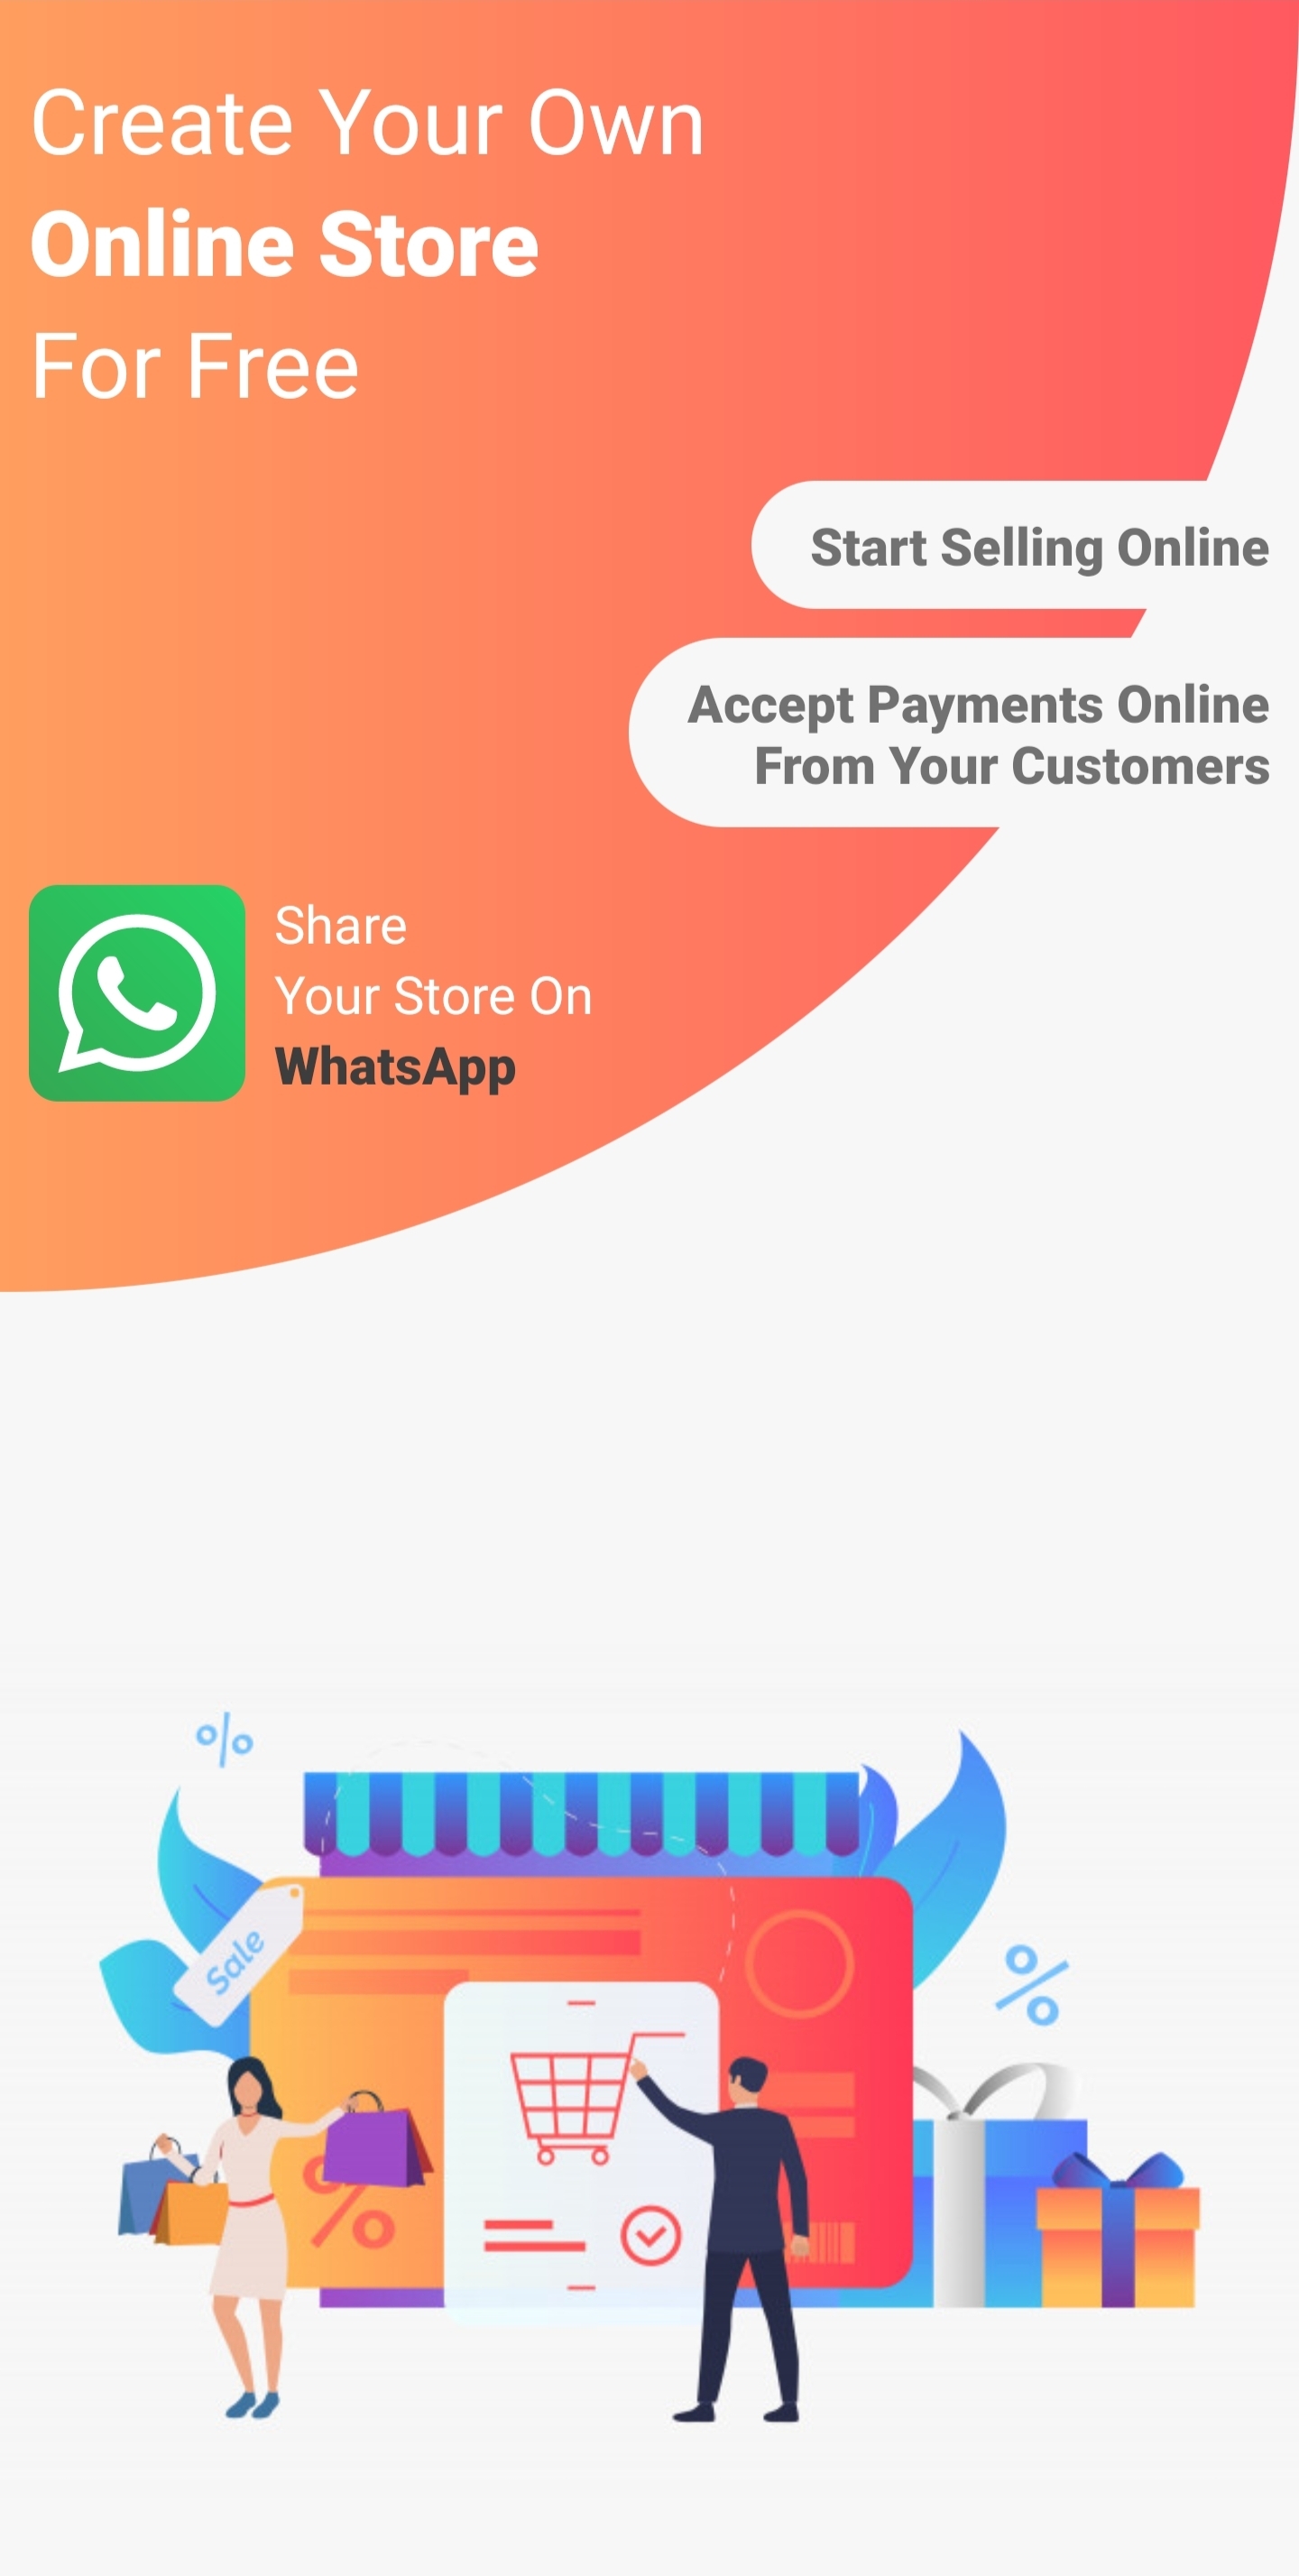 Create Your Own
Online Store
For Free
Start Selling Online
Accept Payments Online
From Your Customers
Share
Your Store On
WhatsApp
%
Sale
%
%